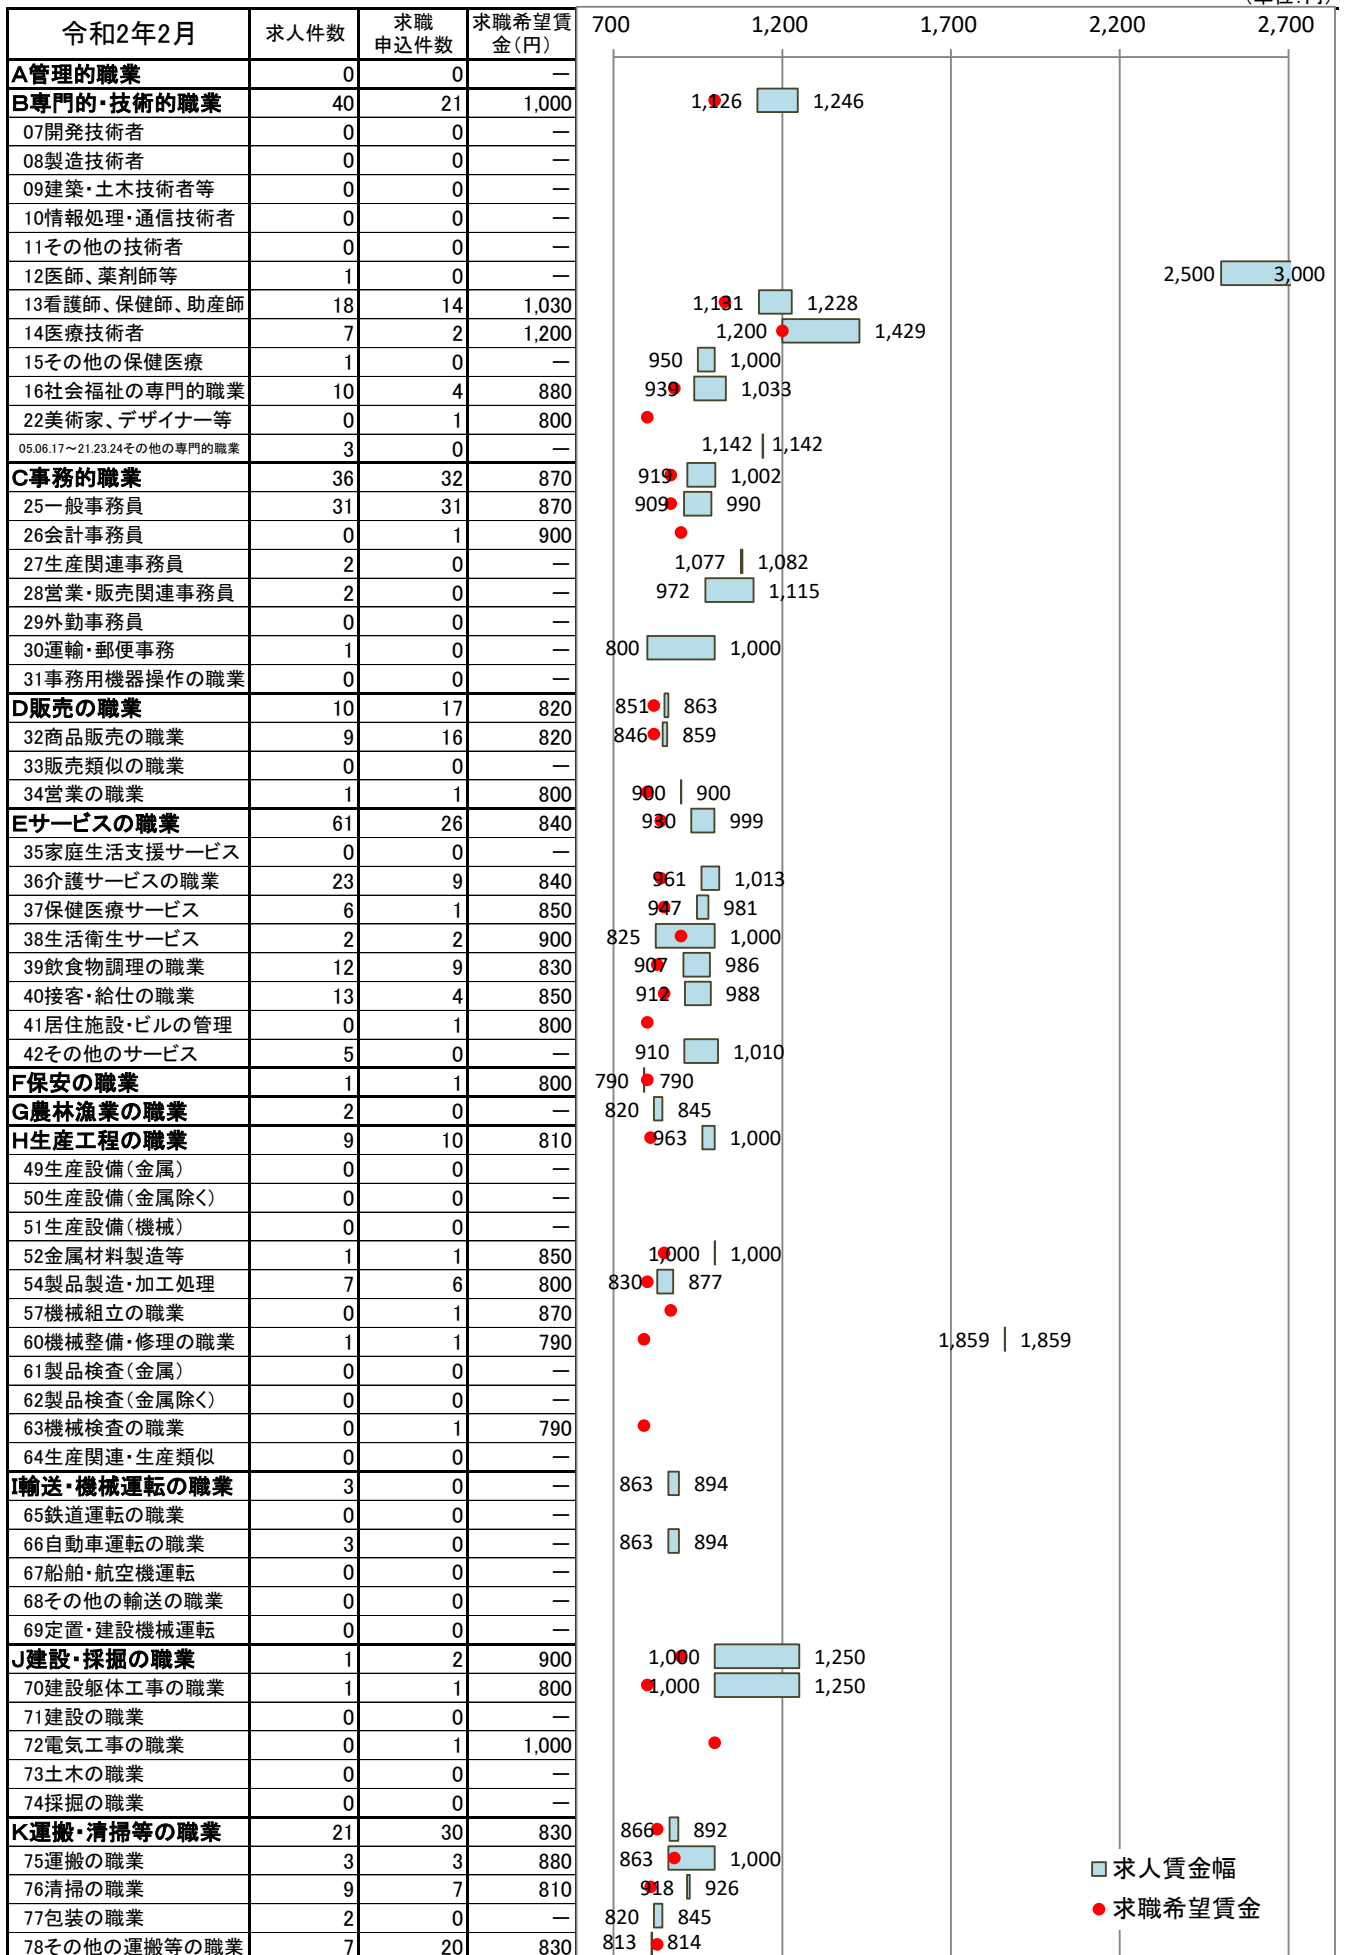 (単位:円)
令和2年2月 求人件数 求職申込件数 求職希望賃金(円) 700 1,200 1,700 2,200 2,700
A管理的職業 0 0 ―
B専門的・技術的職業 40 21 1,000 1,126 1,246
07開発技術者 0 0 ―
08製造技術者 0 0 ―
09建築・土木技術者等 0 0 ―
10情報処理・通信技術者 0 0 ―
11その他の技術者 0 0 ―
12医師、薬剤師等 1 0 ― 2,500 3,000
13看護師、保健師、助産師 18 14 1,030 1,131 1,228
14医療技術者 7 2 1,200 1,200 1,429
15その他の保健医療 1 0 ― 950 1,000
16社会福祉の専門的職業 10 4 880 939 1,033
22美術家、デザイナー等 0 1 800
05.06.17～21.23.24その他の専門的職業 3 0 ― 1,142 1,142
C事務的職業 36 32 870 919 1,002
25一般事務員 31 31 870 909 990
26会計事務員 0 1 900
27生産関連事務員 2 0 ― 1,077 1,082
28営業・販売関連事務員 2 0 ― 972 1,115
29外勤事務員 0 0 ―
30運輸・郵便事務 1 0 ― 800 1,000
31事務用機器操作の職業 0 0 ―
D販売の職業 10 17 820 851 863
32商品販売の職業 9 16 820 846 859
33販売類似の職業 0 0 ―
34営業の職業 1 1 800 900 900
Eサービスの職業 61 26 840 930 999
35家庭生活支援サービス 0 0 ―
36介護サービスの職業 23 9 840 961 1,013
37保健医療サービス 6 1 850 947 981
38生活衛生サービス 2 2 900 825 1,000
39飲食物調理の職業 12 9 830 907 986
40接客・給仕の職業 13 4 850 912 988
41居住施設・ビルの管理 0 1 800
42その他のサービス 5 0 ― 910 1,010
F保安の職業 1 1 800 790 790
G農林漁業の職業 2 0 ― 820 845
H生産工程の職業 9 10 810 963 1,000
49生産設備(金属) 0 0 ―
50生産設備(金属除く) 0 0 ―
51生産設備(機械) 0 0 ―
52金属材料製造等 1 1 850 1,000 1,000
54製品製造・加工処理 7 6 800 830 877
57機械組立の職業 0 1 870
60機械整備・修理の職業 1 1 790 1,859 1,859
61製品検査(金属) 0 0 ―
62製品検査(金属除く) 0 0 ―
63機械検査の職業 0 1 790
64生産関連・生産類似 0 0 ―
I輸送・機械運転の職業 3 0 ― 863 894
65鉄道運転の職業 0 0 ―
66自動車運転の職業 3 0 ― 863 894
67船舶・航空機運転 0 0 ―
68その他の輸送の職業 0 0 ―
69定置・建設機械運転 0 0 ―
J建設・採掘の職業 1 2 900 1,000 1,250
70建設躯体工事の職業 1 1 800 1,000 1,250
71建設の職業 0 0 ―
72電気工事の職業 0 1 1,000
73土木の職業 0 0 ―
74採掘の職業 0 0 ―
K運搬・清掃等の職業 21 30 830 866 892
75運搬の職業 3 3 880 863 1,000
76清掃の職業 9 7 810 918 926
77包装の職業 2 0 ― 820 845
78その他の運搬等の職業 7 20 830 813 814
求人賃金幅
求職希望賃金